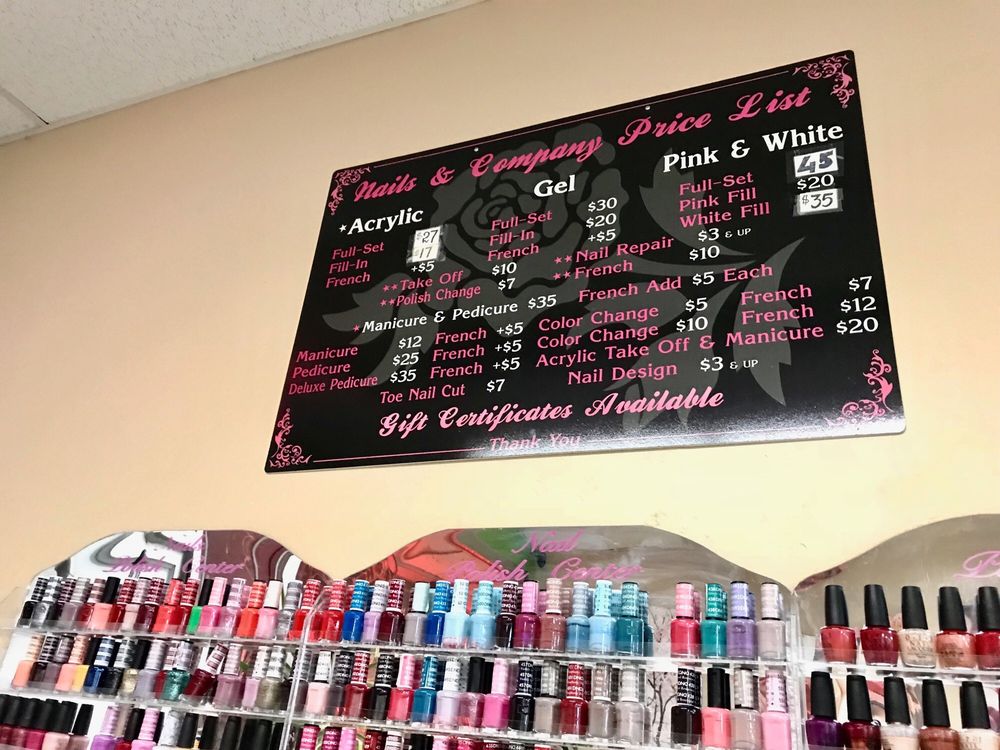 Nails & Company Price List
*Acrylic
Full-Set $27
Fill-In 17
French +$5
Gel
Full-Set $30
Fill-In $20
French +$5
Pink & White
Full-Set 45
Pink Fill $20
White Fill $35
**Take Off $10
**Polish Change $7
**Nail Repair $3 & UP
**French $10
*Manicure & Pedicure $35 French Add $5 Each
Manicure $12 French +$5 Color Change $5 French $7
Pedicure $25 French +$5 Color Change $10 French $12
Deluxe Pedicure $35 French +$5 Acrylic Take Off & Manicure $20
Toe Nail Cut $7 Nail Design $3 & UP
Gift Certificates Available
Thank You
Nail
Polish Center
Nail
Polish Center